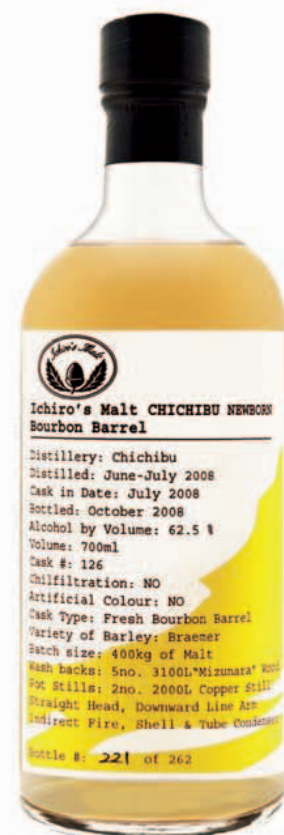 Ichiro's Malt
Ichiro's Malt CHICHIBU NEWBORN
Bourbon Barrel
Distillery: Chichibu
Distilled: June-July 2008
Cask in Date: July 2008
Bottled: October 2008
Alcohol by Volume: 62.5 %
Volume: 700ml
Cask #: 126
Chilfiltration: NO
Artificial Colour: NO
Cask Type: Fresh Bourbon Barrel
Variety of Barley: Braemer
Batch size: 400kg of Malt
Wash backs: 5no. 3100L"Mizunara" Wood
Pot Stills: 2no. 2000L Copper Still
Straight Head, Downward Line Arm
Indirect Fire, Shell & Tube Condenser
Bottle #: 221 of 262